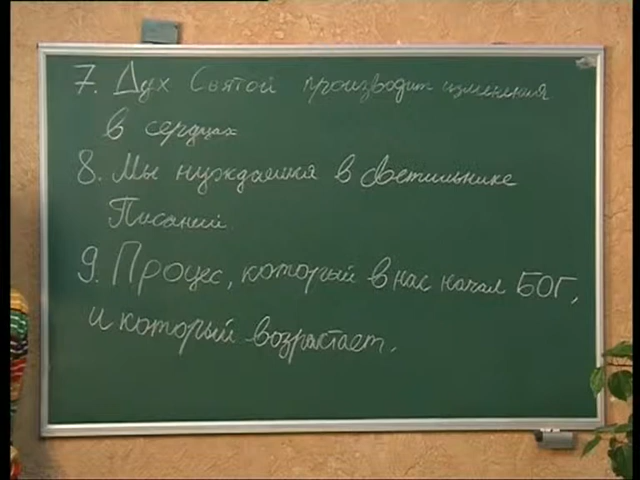 7. Дух Святой производит изменения
в сердцах
8. Мы нуждаемся в светильнике
Писаний.
9. Процес, который в нас начал БОГ,
и который возрастает.